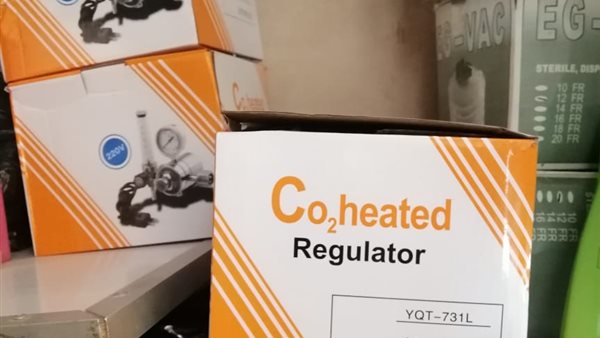 EG-VAC
EG-
STERILE, DISP
10 FR
12 FR
14 FR
16 FR
18 FR
20 FR
220V
Co₂heated
Regulator
YQT-731L